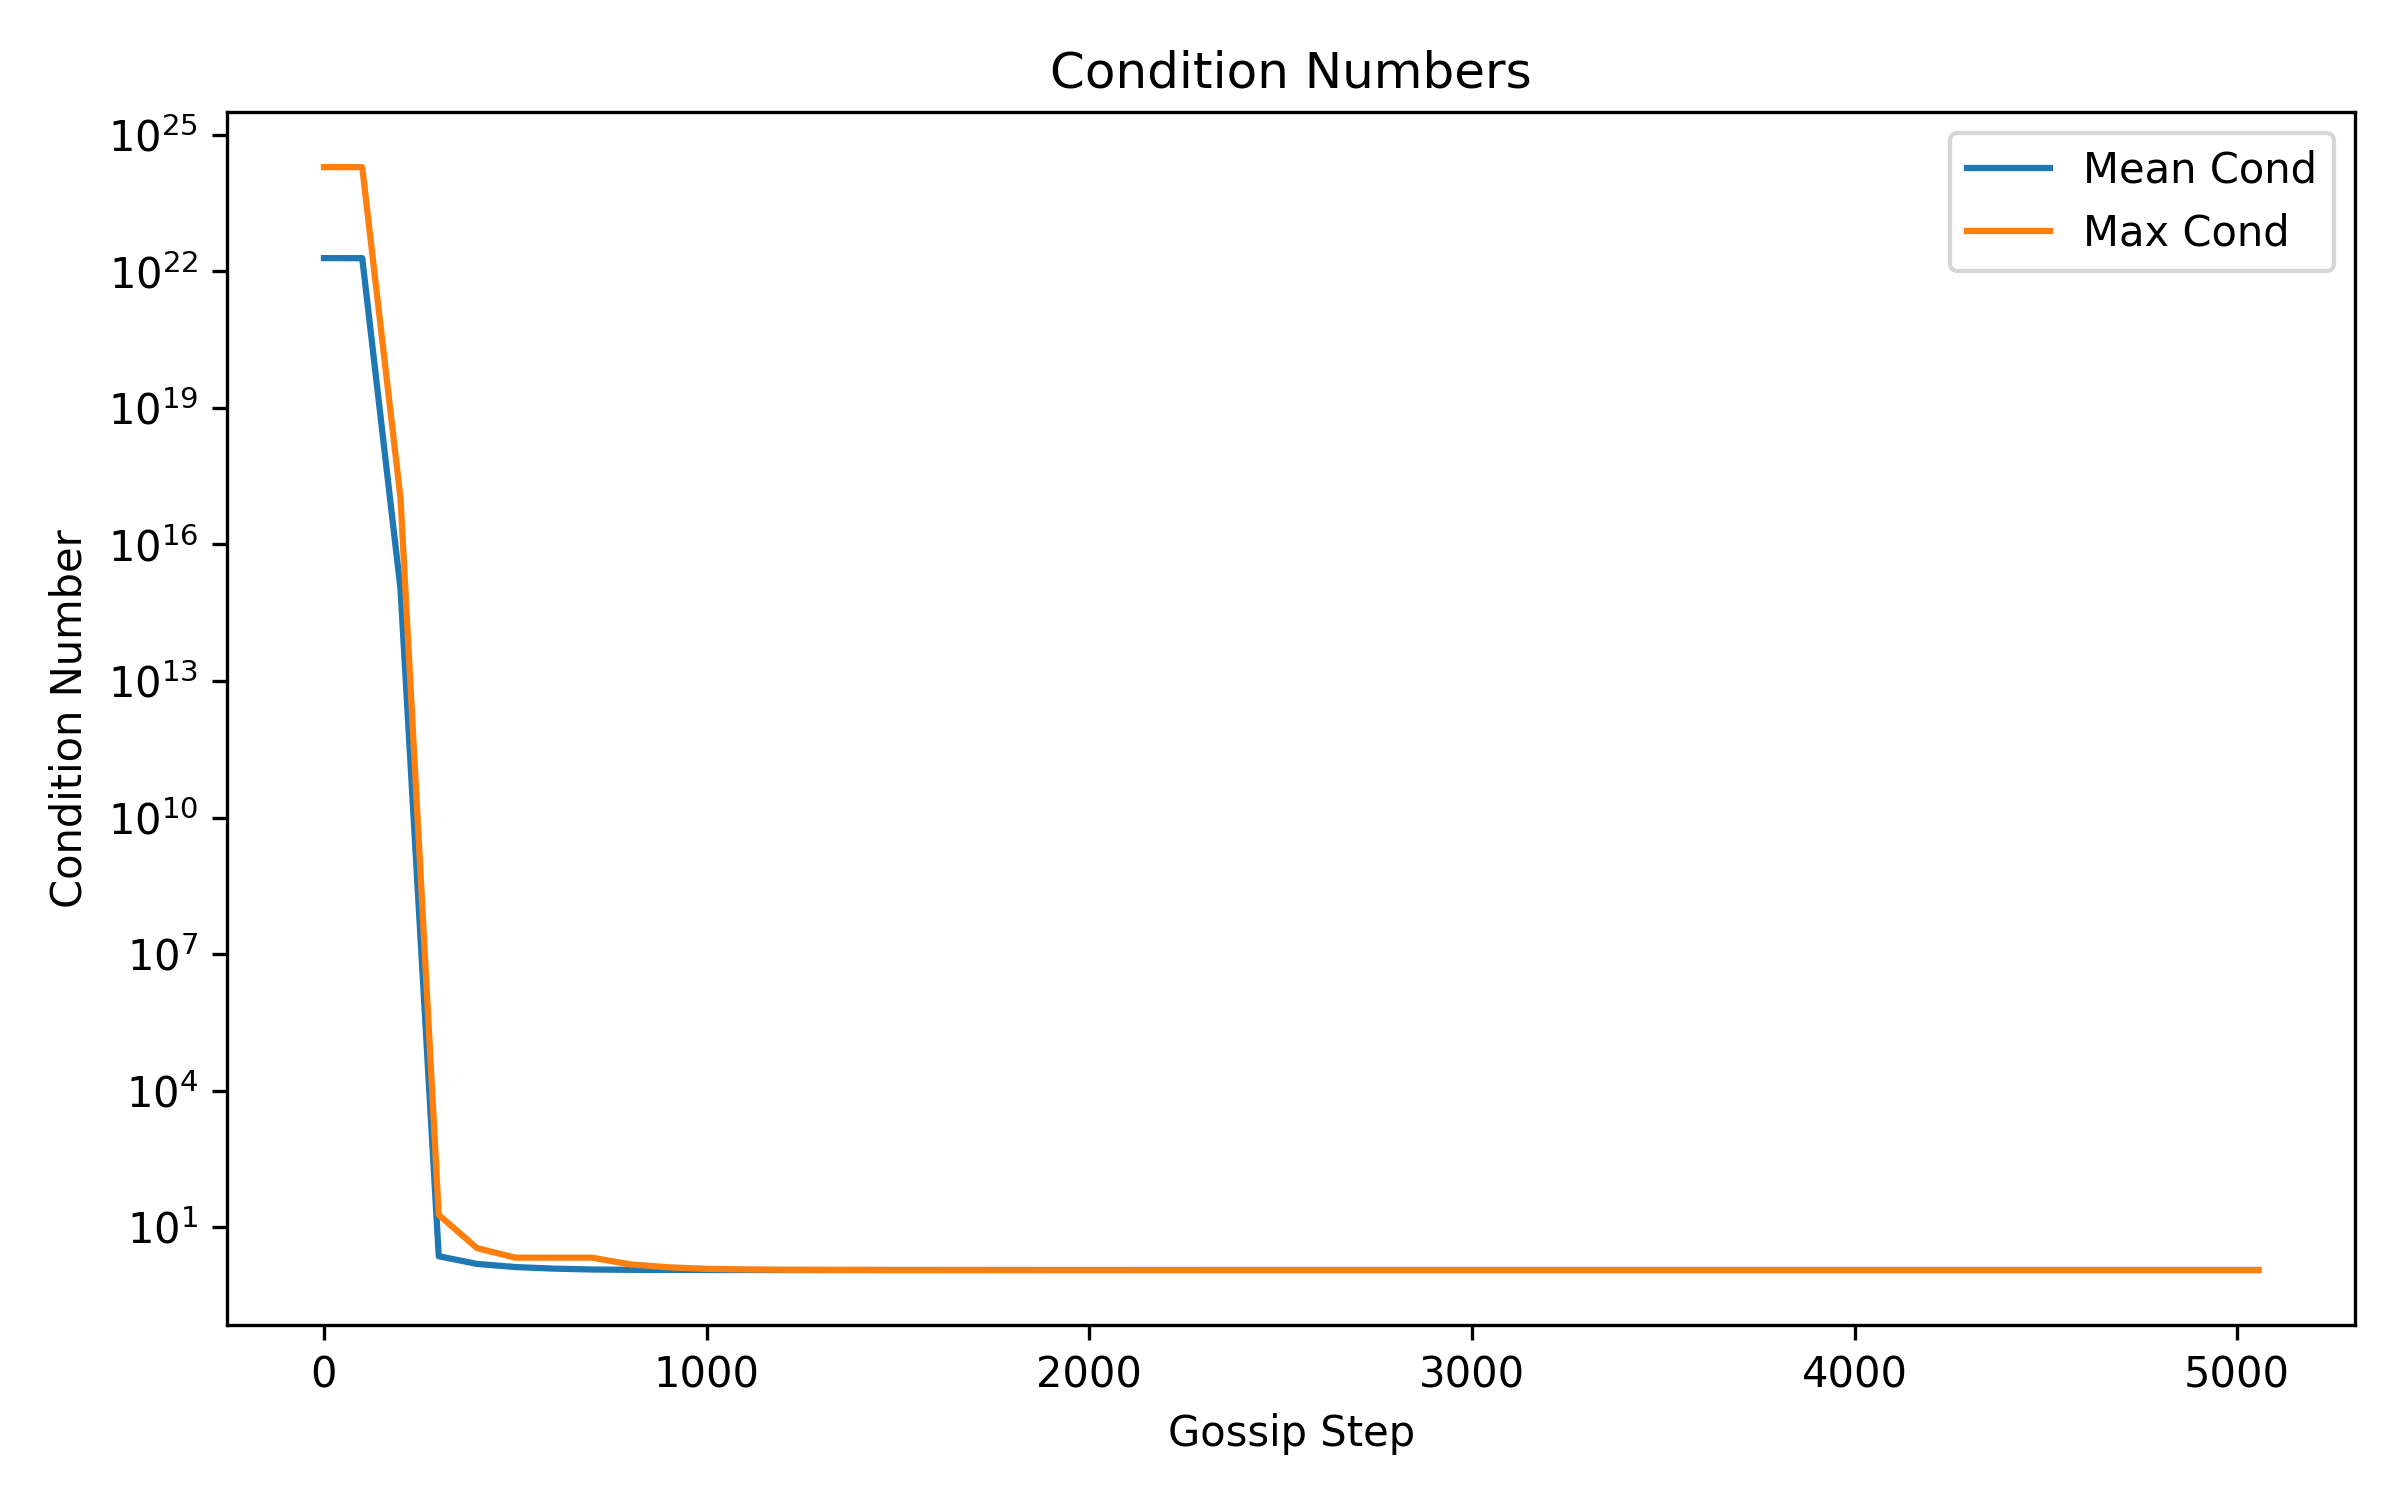 Condition Numbers
Mean Cond
Max Cond
Condition Number
10^25
10^22
10^19
10^16
10^13
10^10
10^7
10^4
10^1
0 1000 2000 3000 4000 5000
Gossip Step